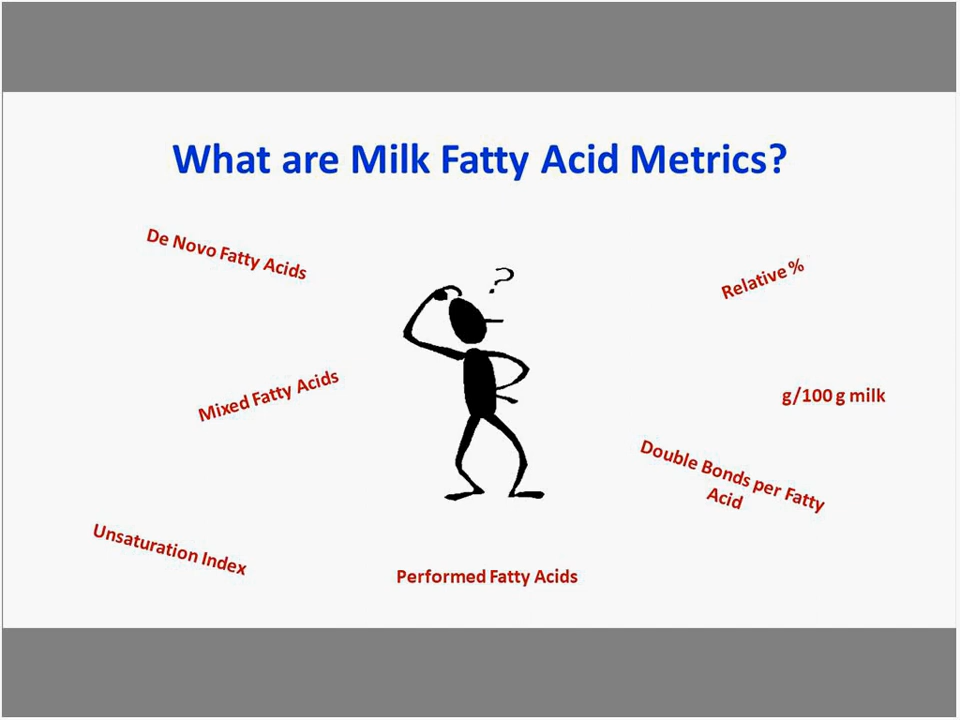 What are Milk Fatty Acid Metrics?
De Novo Fatty Acids
?
Relative %
Mixed Fatty Acids
g/100 g milk
Double Bonds per Fatty
Acid
Unsaturation Index
Performed Fatty Acids